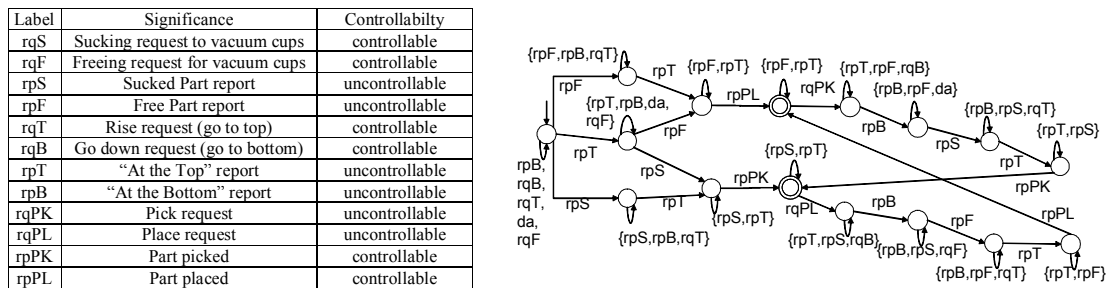 Label Significance Controllabilty
rqS Sucking request to vacuum cups controllable
rqF Freeing request for vacuum cups controllable
rpS Sucked Part report uncontrollable
rpF Free Part report uncontrollable
rqT Rise request (go to top) controllable
rqB Go down request (go to bottom) controllable
rpT “At the Top” report uncontrollable
rpB “At the Bottom” report uncontrollable
rqPK Pick request uncontrollable
rqPL Place request uncontrollable
rpPK Part picked controllable
rpPL Part placed controllable
{rpF,rpB,rqT}
rpF
rpT
{rpF,rpT}
rpPL
{rpF,rpT}
rqPK
{rpT,rpF,rqB}
rpB
{rpB,rpF,da}
rpS
{rpB,rpS,rqT}
rpT
{rpT,rpS}
rpPK
{rpT,rpB,da,
rqF}
rpF
rpT
rpS
rpB,
rqB,
rqT,
da,
rqF
rpS
{rpS,rpB,rqT}
rpT
{rpS,rpT}
rpPK
{rpS,rpT}
rqPL
{rpT,rpS,rqB}
rpB
{rpB,rpS,rqF}
rpF
{rpB,rpF,rqT}
rpT
{rpT,rpF}
rpPL